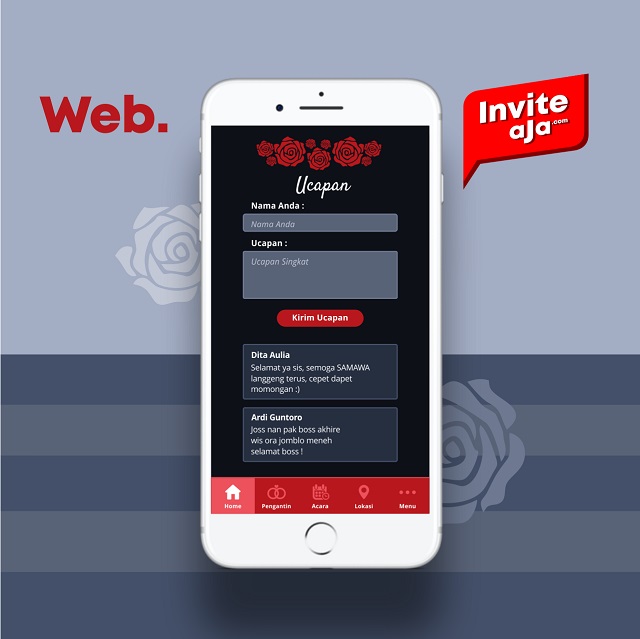 Web.
Invite
aja.com
Ucapan
Nama Anda :
Nama Anda
Ucapan :
Ucapan Singkat
Kirim Ucapan
Dita Aulia
Selamat ya sis, semoga SAMAWA
langgeng terus, cepet dapet
momongan :)
Ardi Guntoro
Joss nan pak boss akhire
wis ora jomblo meneh
selamat boss !
Home Pengantin Acara Lokasi Menu